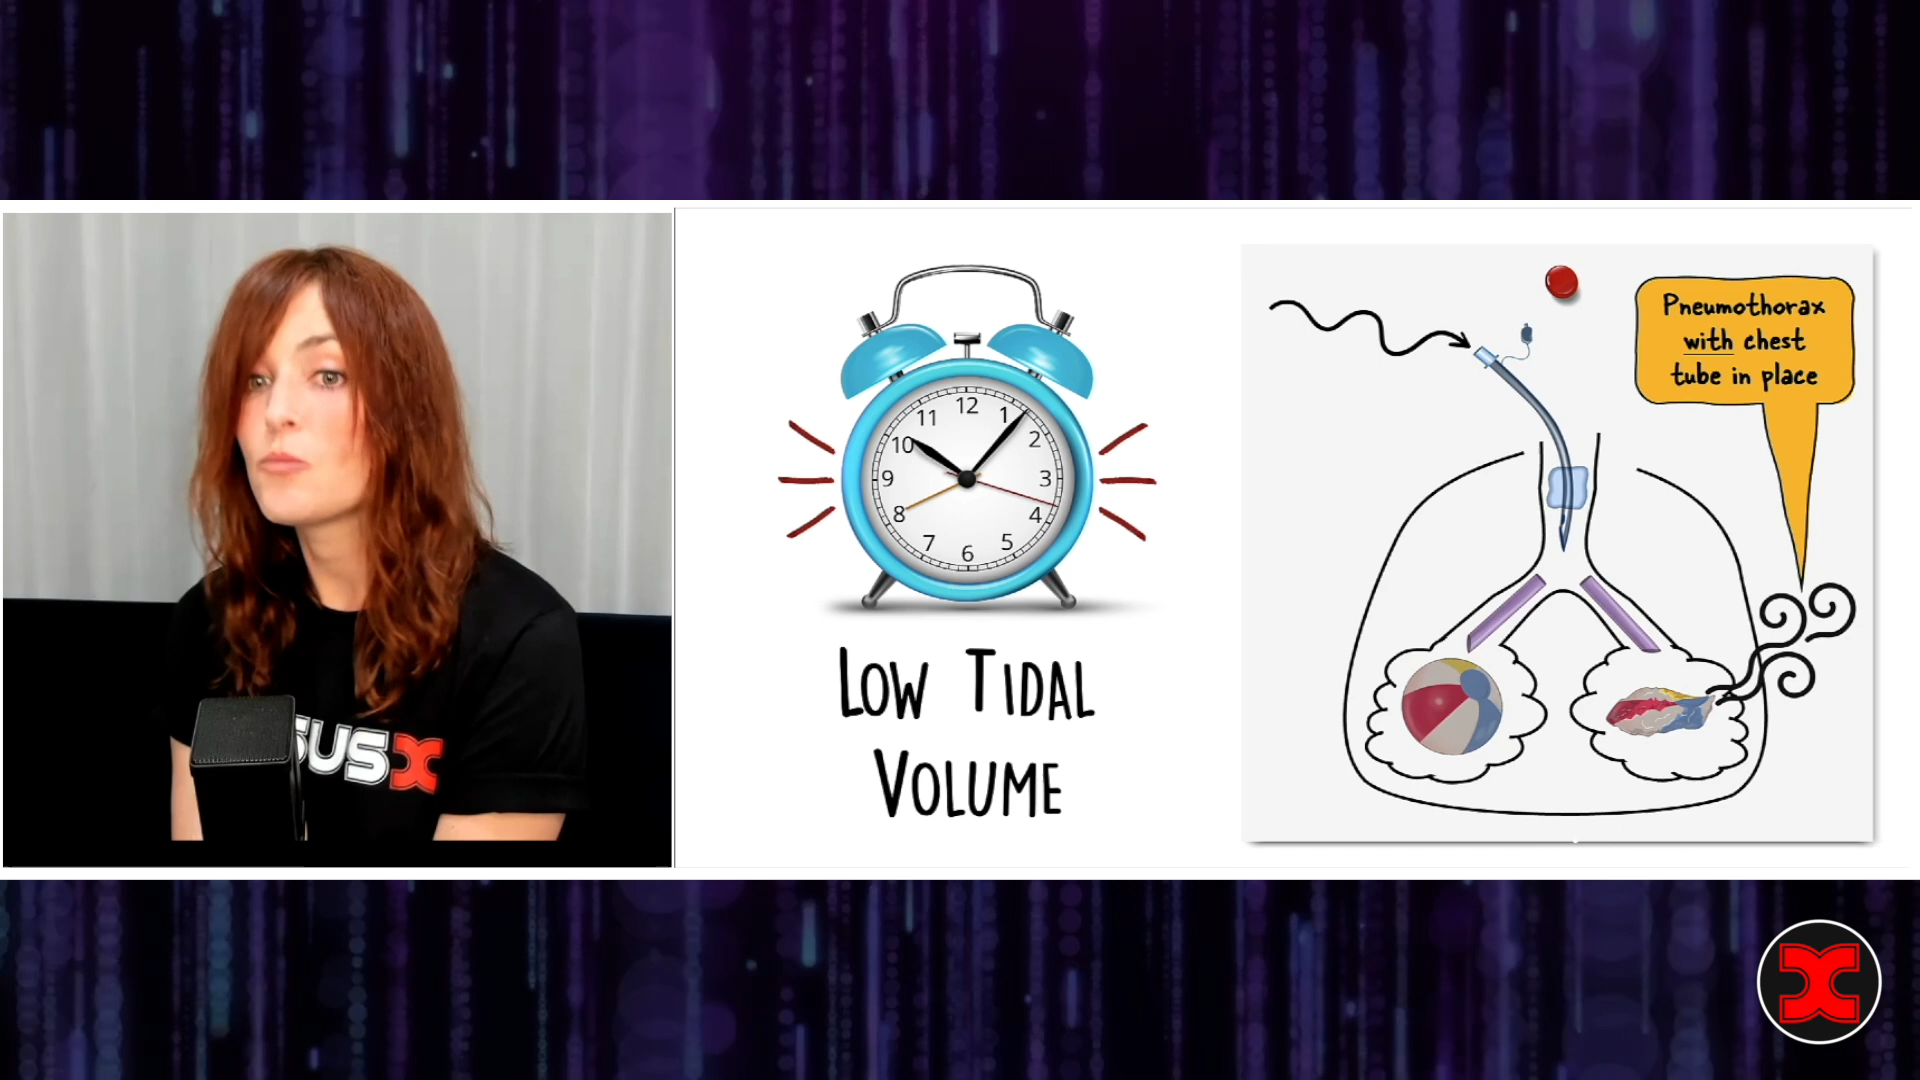 SUSX
12
1
2
3
4
5
6
7
8
9
10
11
LOW TIDAL
VOLUME
Pneumothorax
with chest
tube in place